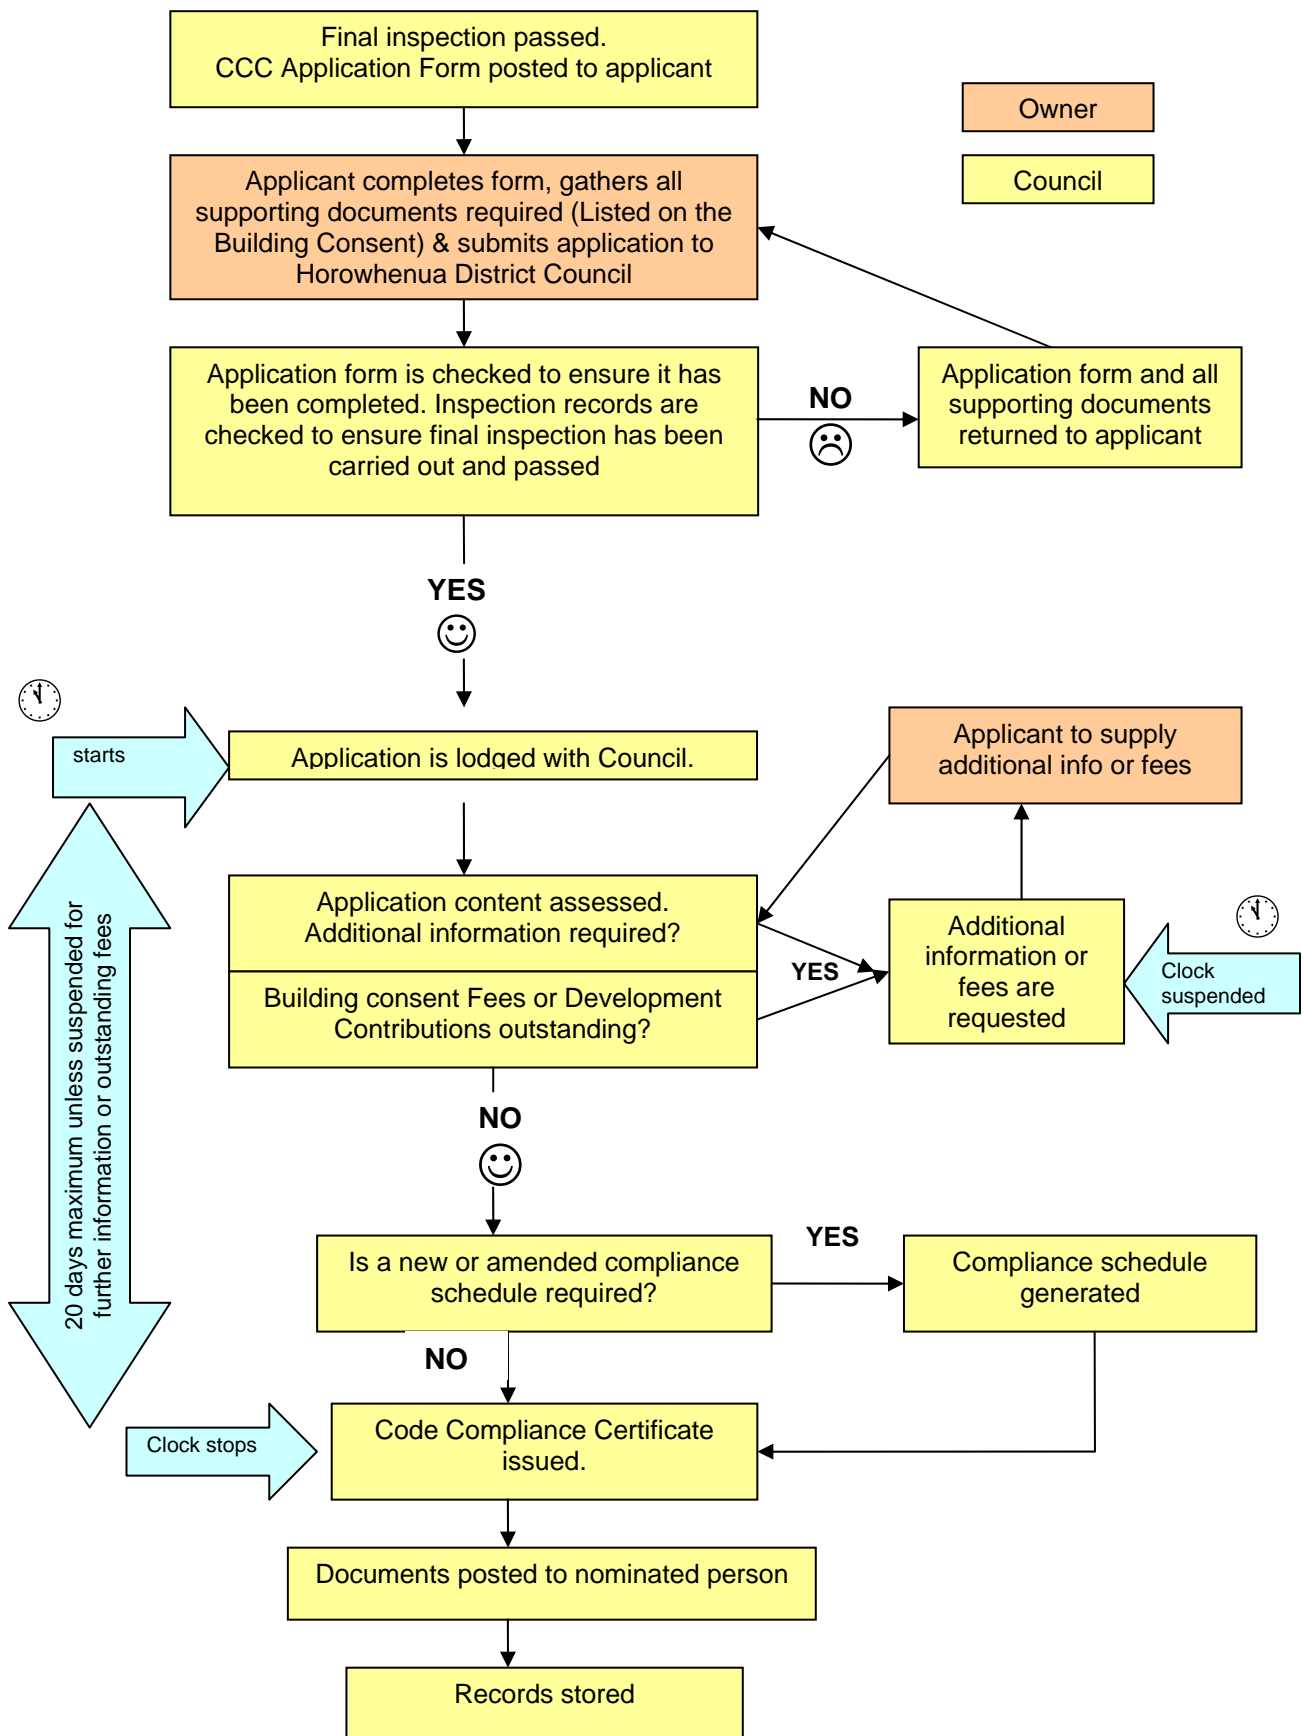 Final inspection passed.
CCC Application Form posted to applicant
Owner
Council
Applicant completes form, gathers all
supporting documents required (Listed on the
Building Consent) & submits application to
Horowhenua District Council
Application form is checked to ensure it has
been completed. Inspection records are
checked to ensure final inspection has been
carried out and passed
NO
Application form and all
supporting documents
returned to applicant
YES
starts
Application is lodged with Council.
Applicant to supply
additional info or fees
20 days maximum unless suspended for
further information or outstanding fees
Application content assessed.
Additional information required?
Building consent Fees or Development
Contributions outstanding?
YES
Additional
information or
fees are
requested
Clock
suspended
NO
Is a new or amended compliance
schedule required?
YES
Compliance schedule
generated
NO
Clock stops
Code Compliance Certificate
issued.
Documents posted to nominated person
Records stored